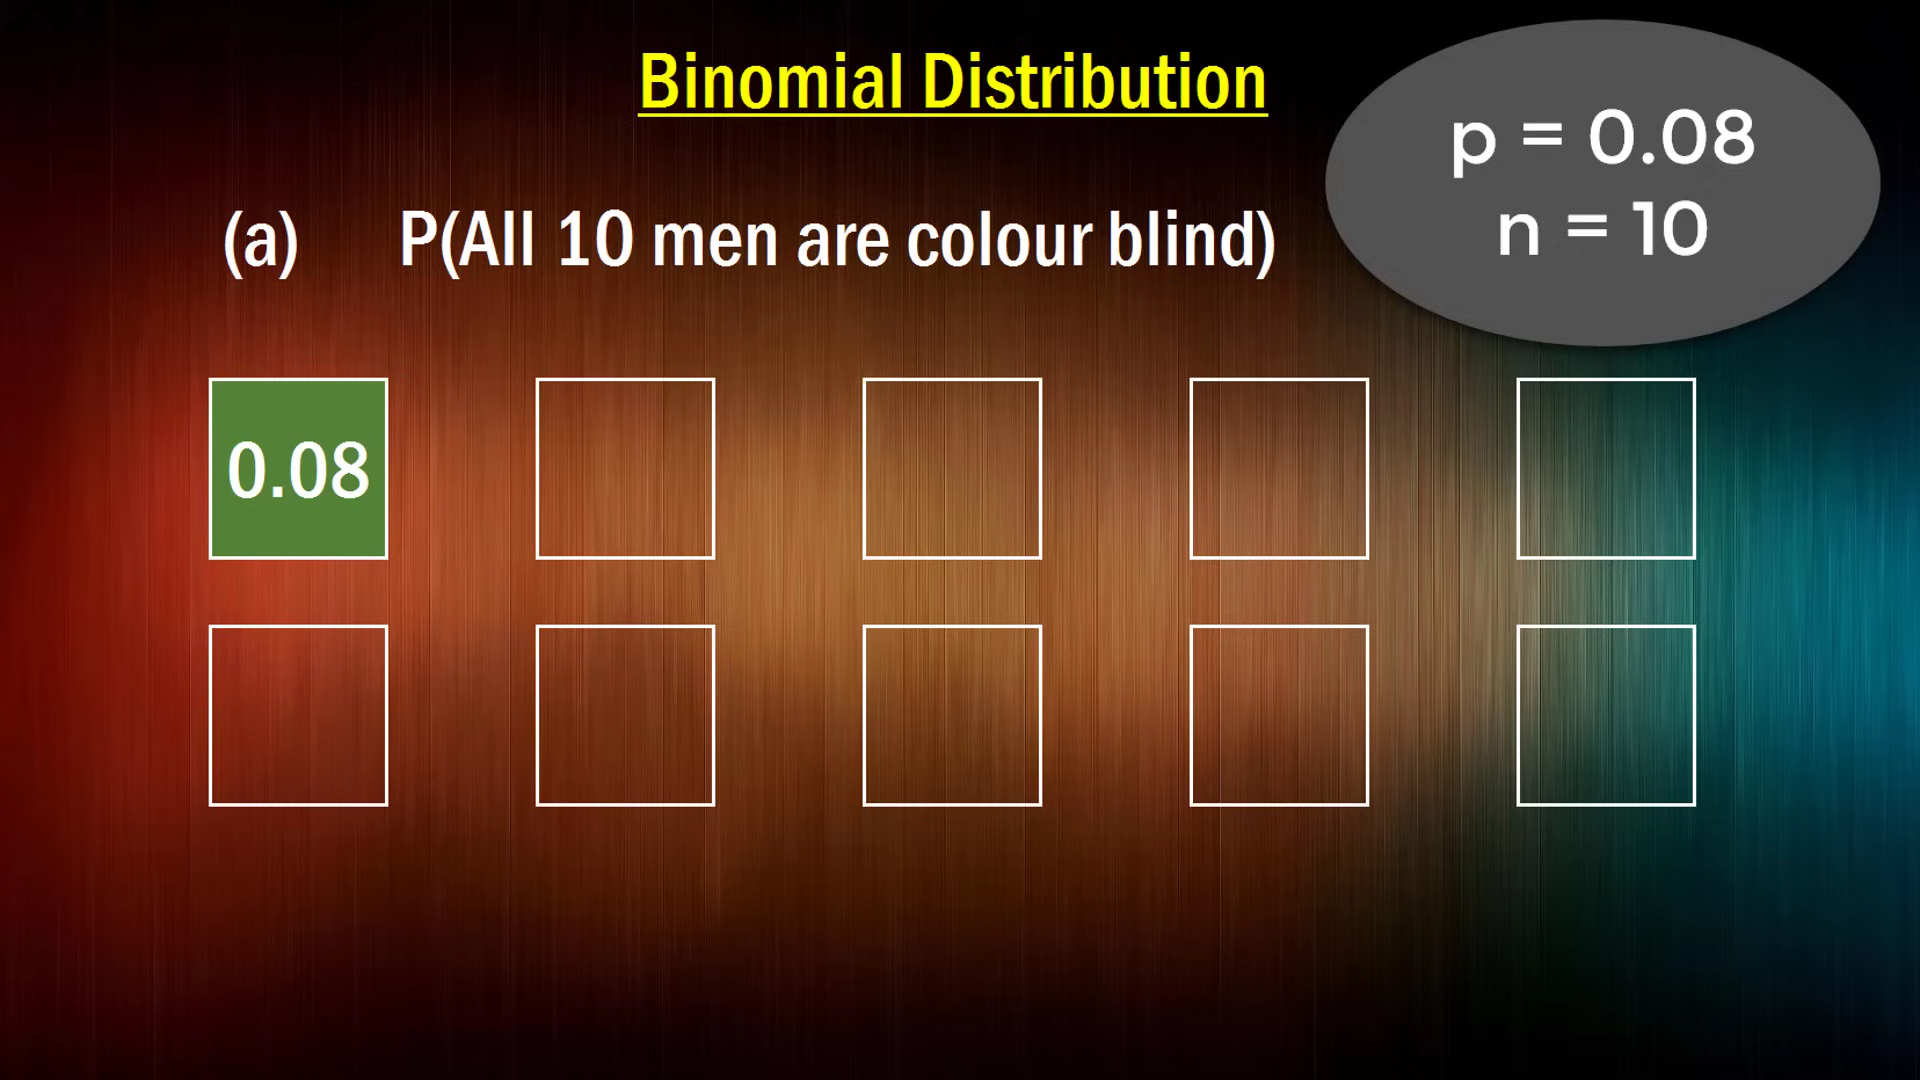 Binomial Distribution
p = 0.08
n = 10
(a) P(All 10 men are colour blind)
0.08